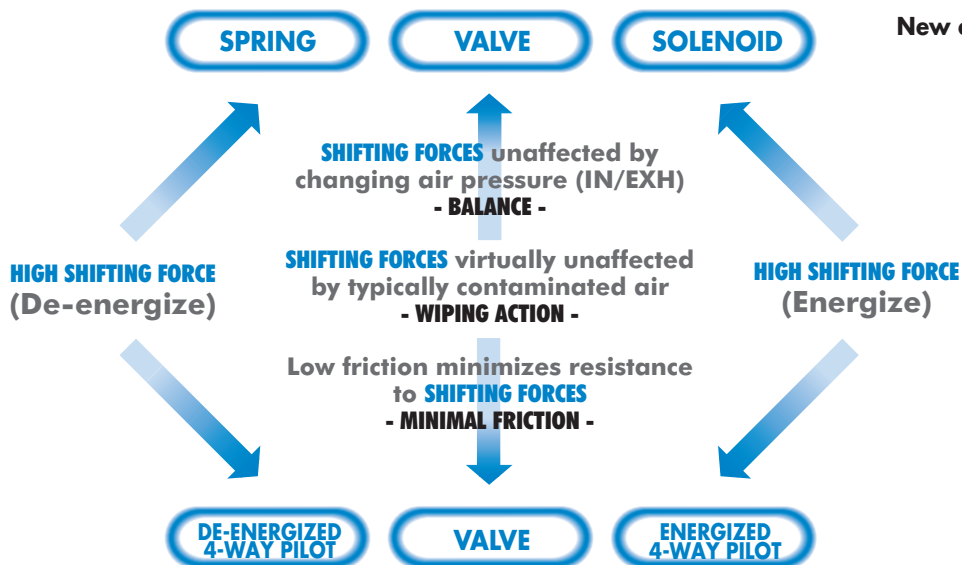 SPRING
VALVE
SOLENOID
New
SHIFTING FORCES unaffected by
changing air pressure (IN/EXH)
- BALANCE -
HIGH SHIFTING FORCE
(De-energize)
SHIFTING FORCES virtually unaffected
by typically contaminated air
- WIPING ACTION -
HIGH SHIFTING FORCE
(Energize)
Low friction minimizes resistance
to SHIFTING FORCES
- MINIMAL FRICTION -
DE-ENERGIZED
4-WAY PILOT
VALVE
ENERGIZED
4-WAY PILOT